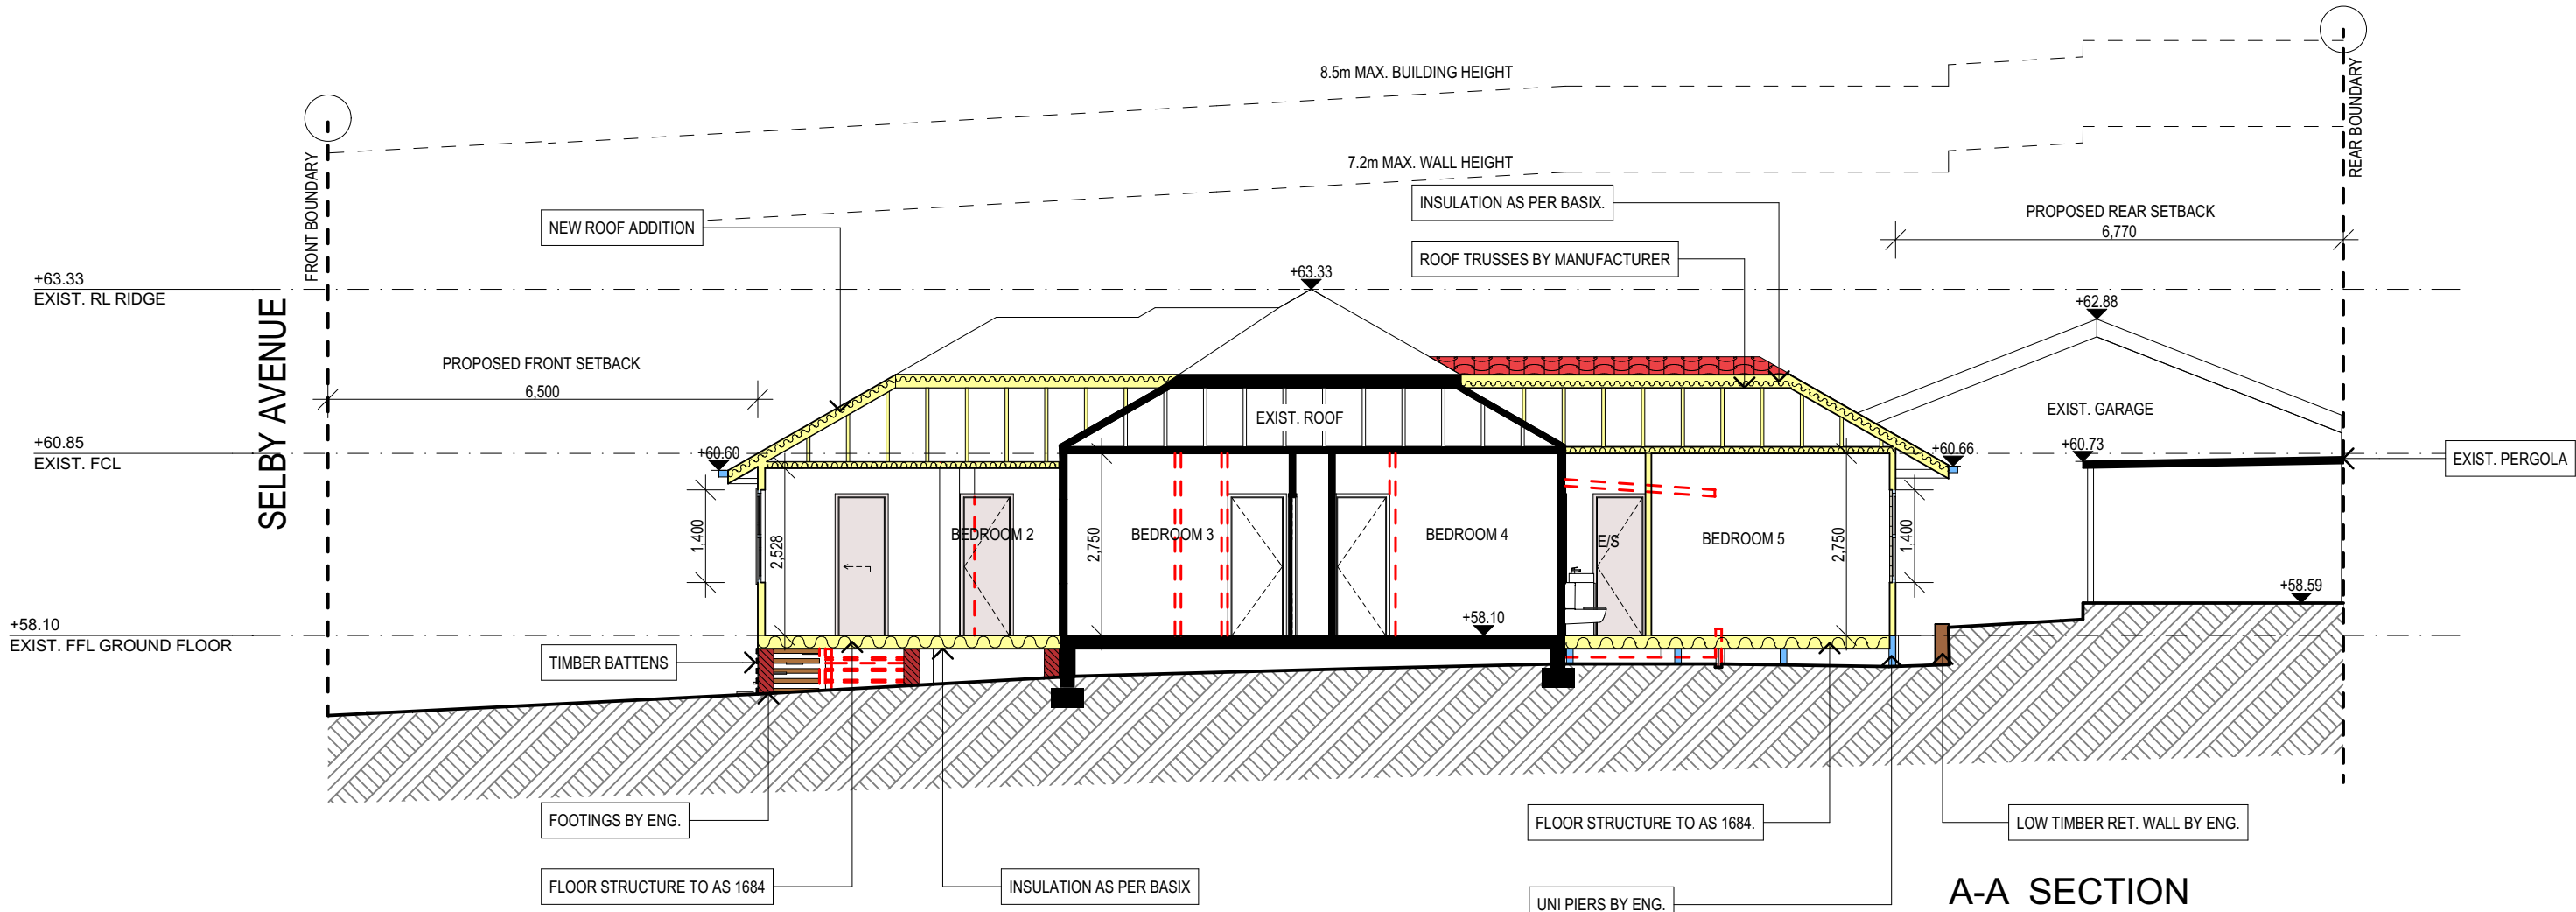 8.5m MAX. BUILDING HEIGHT
7.2m MAX. WALL HEIGHT
FRONT BOUNDARY
REAR BOUNDARY
INSULATION AS PER BASIX.
NEW ROOF ADDITION
PROPOSED REAR SETBACK
6,770
ROOF TRUSSES BY MANUFACTURER
+63.33
EXIST. RL RIDGE
+63.33
+62.88
SELBY AVENUE
PROPOSED FRONT SETBACK
6,500
EXIST. ROOF
EXIST. GARAGE
+60.85
EXIST. FCL
+60.60
+60.66
+60.73
EXIST. PERGOLA
1,400
2,528
BEDROOM 2
2,750
BEDROOM 3
BEDROOM 4
E/S
BEDROOM 5
2,750
1,400
+58.59
+58.10
EXIST. FFL GROUND FLOOR
+58.10
TIMBER BATTENS
FOOTINGS BY ENG.
FLOOR STRUCTURE TO AS 1684.
LOW TIMBER RET. WALL BY ENG.
FLOOR STRUCTURE TO AS 1684
INSULATION AS PER BASIX
UNI PIERS BY ENG.
A-A SECTION